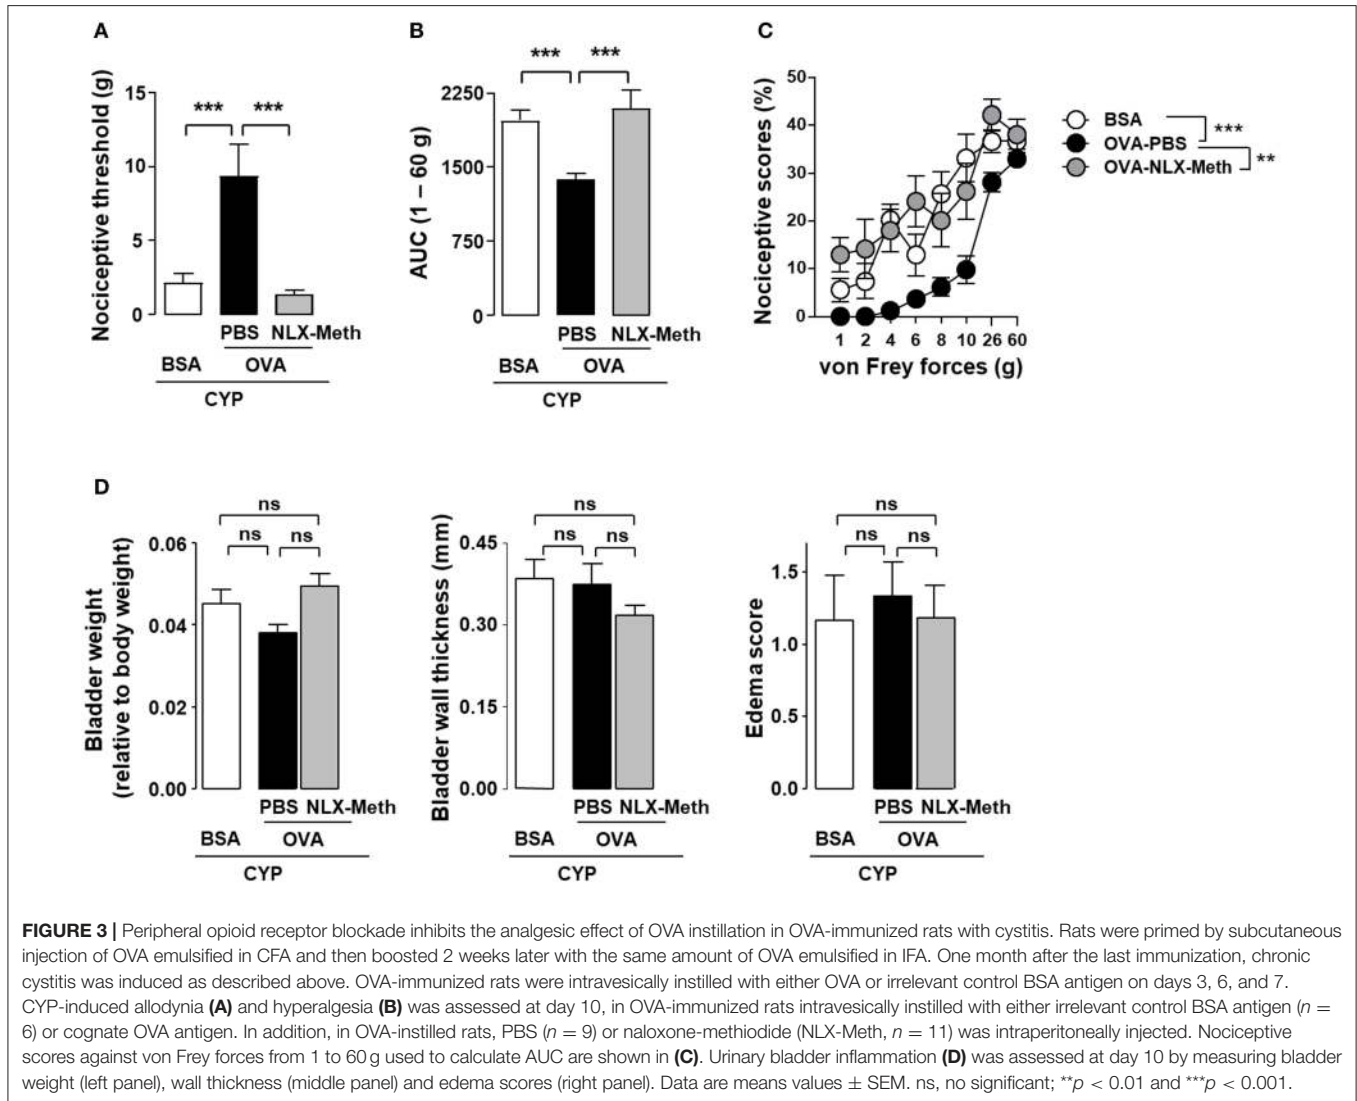 A
Nociceptive threshold (g)
15
10
5
0
***
***
PBS NLX-Meth
BSA OVA
CYP
B
AUC (1 – 60 g)
2250
1500
750
0
***
***
PBS NLX-Meth
BSA OVA
CYP
C
Nociceptive scores (%)
50
40
30
20
10
0
1 2 4 6 8 10 26 60
von Frey forces (g)
BSA
OVA-PBS
OVA-NLX-Meth
***
**
D
Bladder weight
(relative to body weight)
0.06
0.04
0.02
0.00
ns
ns ns
PBS NLX-Meth
BSA OVA
CYP
Bladder wall thickness (mm)
0.45
0.30
0.15
0.00
ns
ns ns
PBS NLX-Meth
BSA OVA
CYP
Edema score
1.5
1.0
0.5
0.0
ns
ns ns
PBS NLX-Meth
BSA OVA
CYP
FIGURE 3 | Peripheral opioid receptor blockade inhibits the analgesic effect of OVA instillation in OVA-immunized rats with cystitis. Rats were primed by subcutaneous
injection of OVA emulsified in CFA and then boosted 2 weeks later with the same amount of OVA emulsified in IFA. One month after the last immunization, chronic
cystitis was induced as described above. OVA-immunized rats were intravesically instilled with either OVA or irrelevant control BSA antigen on days 3, 6, and 7.
CYP-induced allodynia (A) and hyperalgesia (B) was assessed at day 10, in OVA-immunized rats intravesically instilled with either irrelevant control BSA antigen (n =
6) or cognate OVA antigen. In addition, in OVA-instilled rats, PBS (n = 9) or naloxone-methiodide (NLX-Meth, n = 11) was intraperitoneally injected. Nociceptive
scores against von Frey forces from 1 to 60 g used to calculate AUC are shown in (C). Urinary bladder inflammation (D) was assessed at day 10 by measuring bladder
weight (left panel), wall thickness (middle panel) and edema scores (right panel). Data are means values ± SEM. ns, no significant; **p < 0.01 and ***p < 0.001.